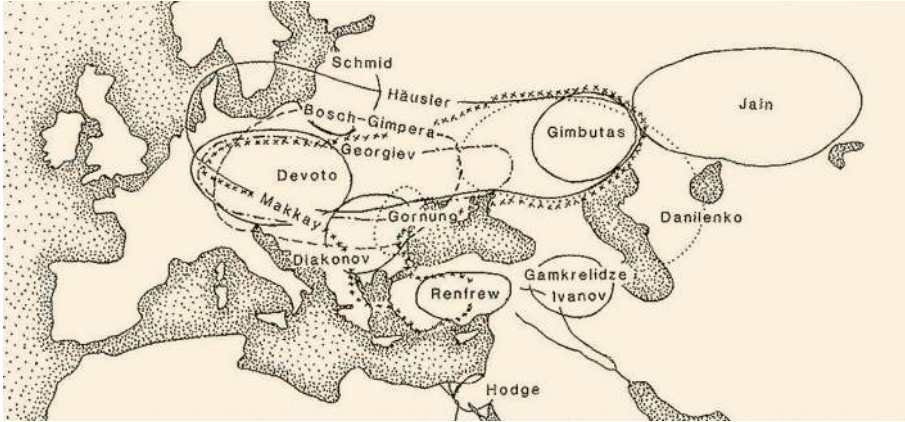 Schmid
Häusler
Jain
Bosch-Gimpera
Gimbutas
Georgiev
Devoto
Makkay
Gornung
Danilenko
Diakonov
Gamkrelidze
Ivanov
Renfrew
Hodge